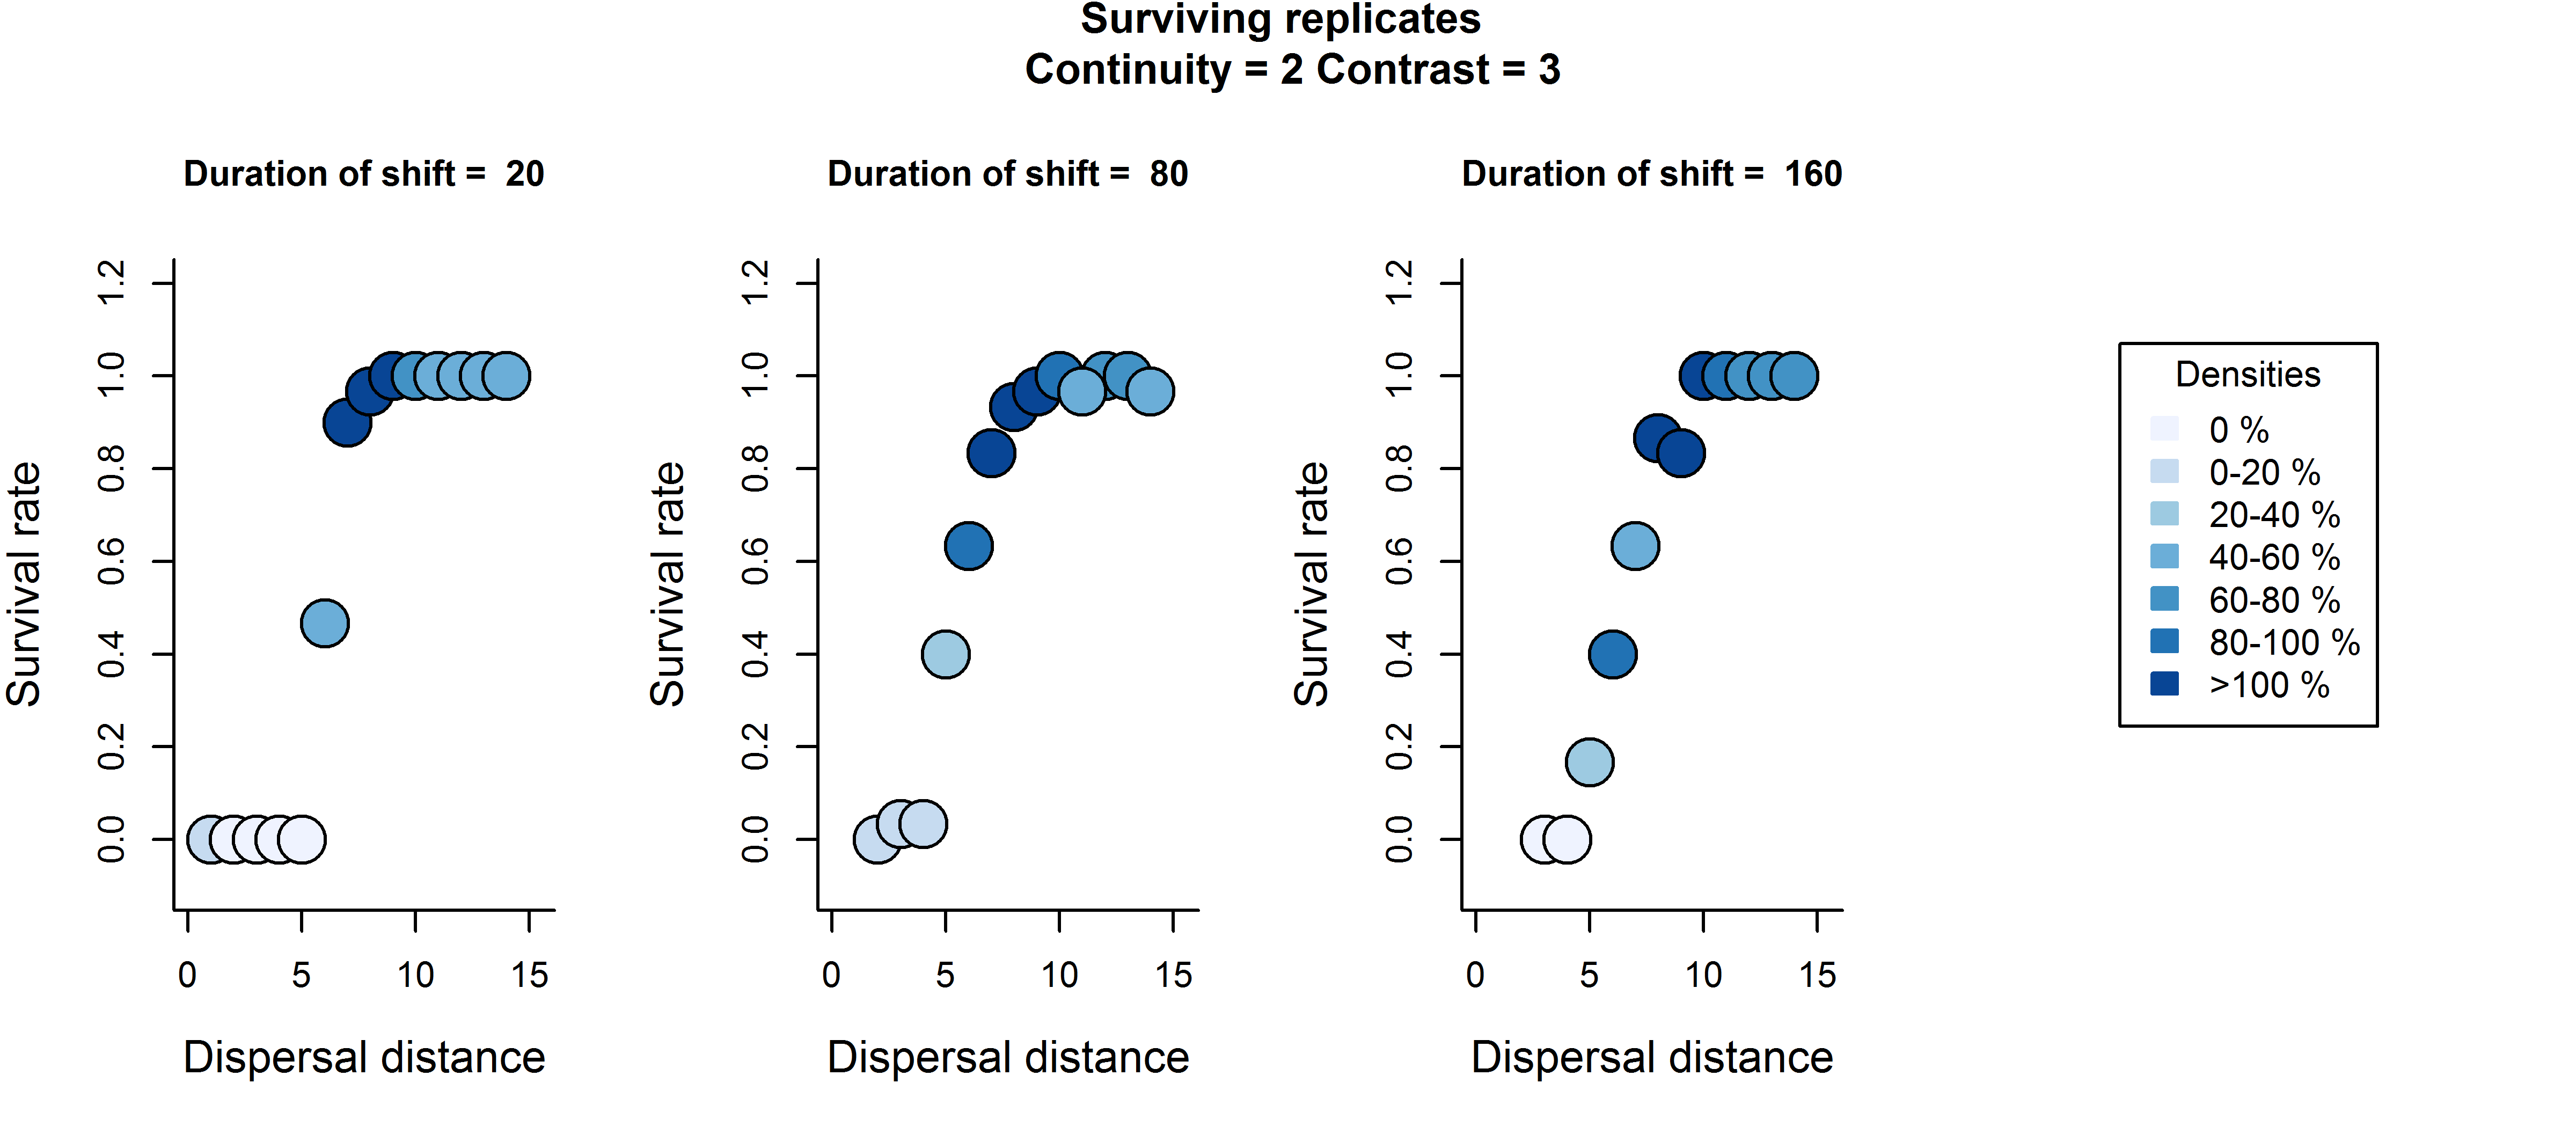 Surviving replicates
Continuity = 2 Contrast = 3
Duration of shift =  20
Survival rate
1.2
1.0
0.8
0.6
0.4
0.2
0.0
0 5 10 15
Dispersal distance
Duration of shift =  80
Survival rate
1.2
1.0
0.8
0.6
0.4
0.2
0.0
0 5 10 15
Dispersal distance
Duration of shift =  160
Survival rate
1.2
1.0
0.8
0.6
0.4
0.2
0.0
0 5 10 15
Dispersal distance
Densities
0 %
0-20 %
20-40 %
40-60 %
60-80 %
80-100 %
>100 %